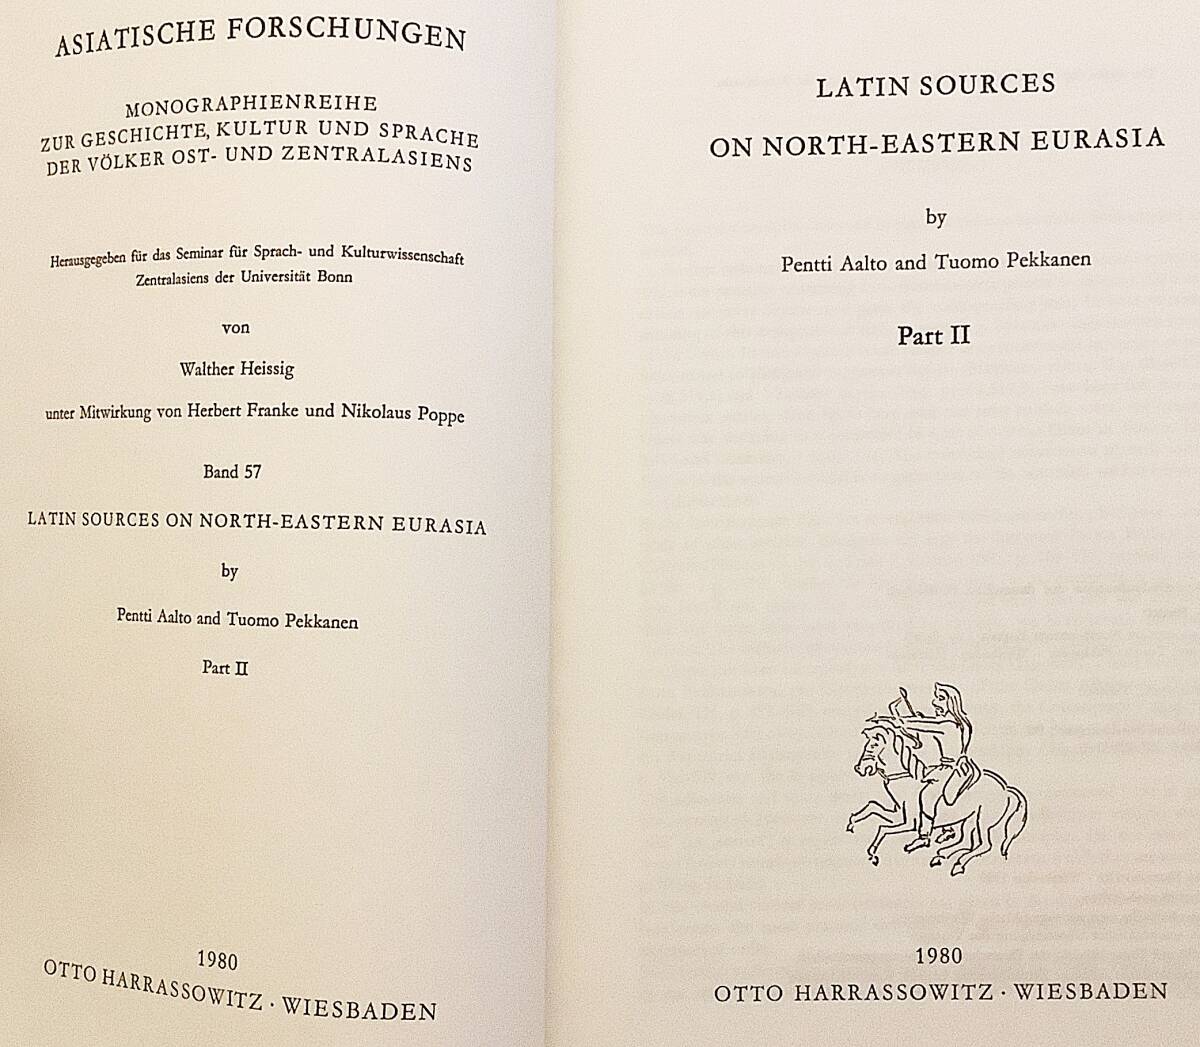 ASIATISCHE FORSCHUNGEN
MONOGRAPHIENREIHE
ZUR GESCHICHTE, KULTUR UND SPRACHE
DER VÖLKER OST- UND ZENTRALASIENS
Herausgegeben für das Seminar für Sprach- und Kulturwissenschaft
Zentralasiens der Universität Bonn
von
Walther Heissig
unter Mitwirkung von Herbert Franke und Nikolaus Poppe
Band 57
LATIN SOURCES ON NORTH-EASTERN EURASIA
by
Pentti Aalto and Tuomo Pekkanen
Part II
1980
OTTO HARRASSOWITZ · WIESBADEN
LATIN SOURCES
ON NORTH-EASTERN EURASIA
by
Pentti Aalto and Tuomo Pekkanen
Part II
1980
OTTO HARRASSOWITZ · WIESBADEN